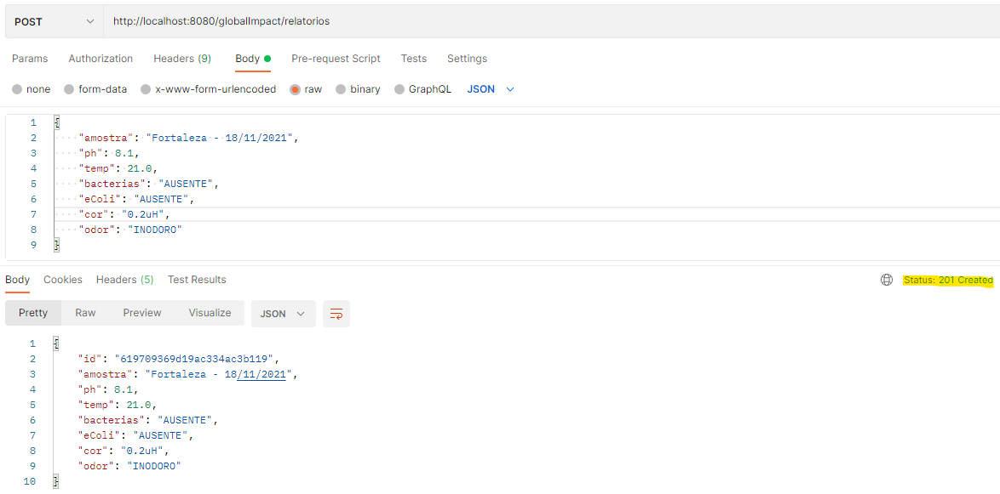 POST http://localhost:8080/globalImpact/relatorios
Params Authorization Headers (9) Body Pre-request Script Tests Settings
none form-data x-www-form-urlencoded raw binary GraphQL JSON
1 {
2 "amostra": "Fortaleza - 18/11/2021",
3 "ph": 8.1,
4 "temp": 21.0,
5 "bacterias": "AUSENTE",
6 "eColi": "AUSENTE",
7 "cor": "0.2uH",
8 "odor": "INODORO"
9 }
Body Cookies Headers (5) Test Results Status: 201 Created
Pretty Raw Preview Visualize JSON
1 {
2 "id": "619709369d19ac334ac3b119",
3 "amostra": "Fortaleza - 18/11/2021",
4 "ph": 8.1,
5 "temp": 21.0,
6 "bacterias": "AUSENTE",
7 "eColi": "AUSENTE",
8 "cor": "0.2uH",
9 "odor": "INODORO"
10 }